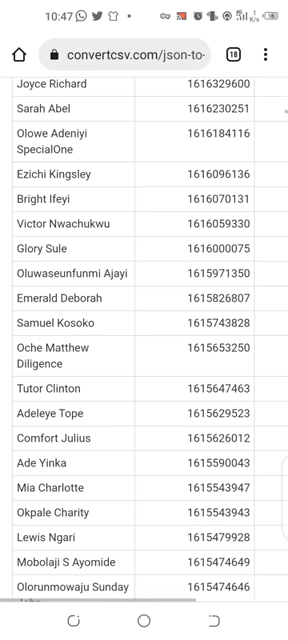 10:47
convertcsv.com/json-to-
18
Joyce Richard 1616329600
Sarah Abel 1616230251
Olowe Adeniyi 1616184116
SpecialOne
Ezichi Kingsley 1616096136
Bright Ifeyi 1616070131
Victor Nwachukwu 1616059330
Glory Sule 1616000075
Oluwaseunfunmi Ajayi 1615971350
Emerald Deborah 1615826807
Samuel Kosoko 1615743828
Oche Matthew 1615653250
Diligence
Tutor Clinton 1615647463
Adeleye Tope 1615629523
Comfort Julius 1615626012
Ade Yinka 1615590043
Mia Charlotte 1615543947
Okpale Charity 1615543943
Lewis Ngari 1615479928
Mobolaji S Ayomide 1615474649
Olorunmowaju Sunday 1615474646